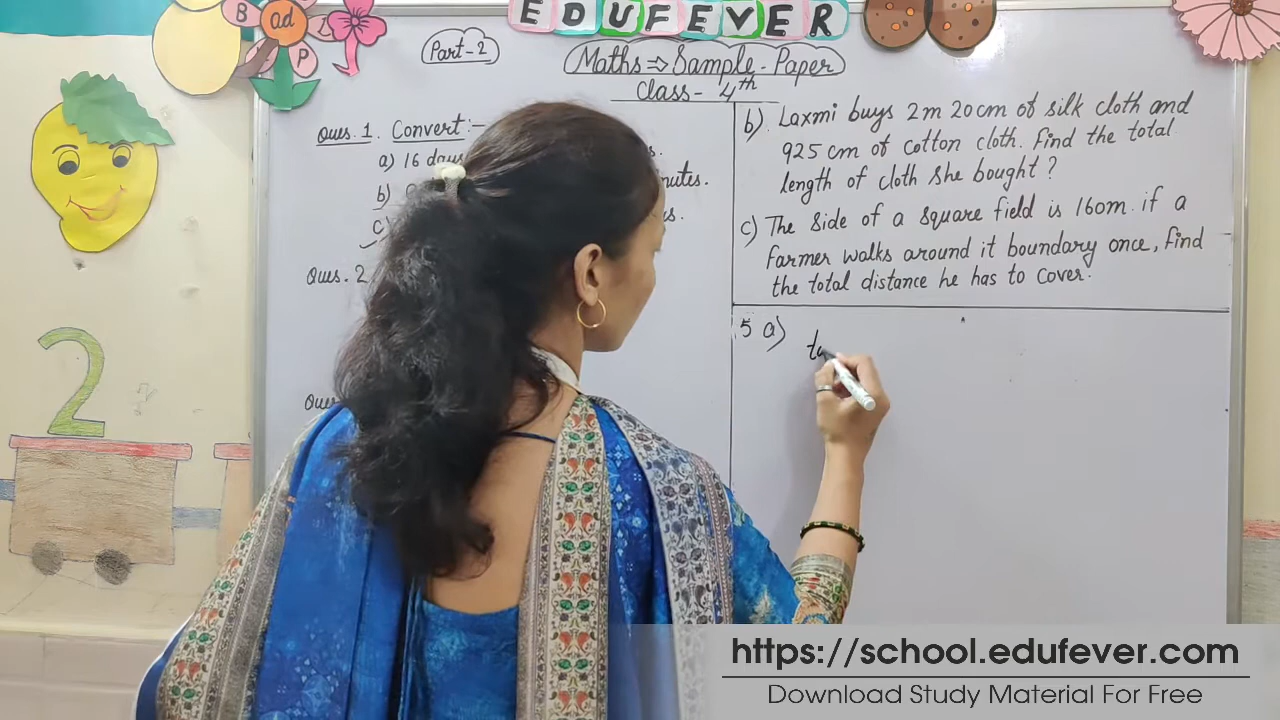 B ad P
EDUFEVER
Part-2
Maths ⇒ Sample-Paper
Class- 4th
Ques. 1. Convert :-
a) 16 days
b)
nutes.
c)
Ques. 2
Ques
b) Laxmi buys 2m 20cm of silk cloth and
925 cm of cotton cloth. Find the total
length of cloth she bought?
c) The side of a square field is 160m. if a
farmer walks around it boundary once, find
the total distance he has to cover.
5 a)
2
https://school.edufever.com
Download Study Material For Free